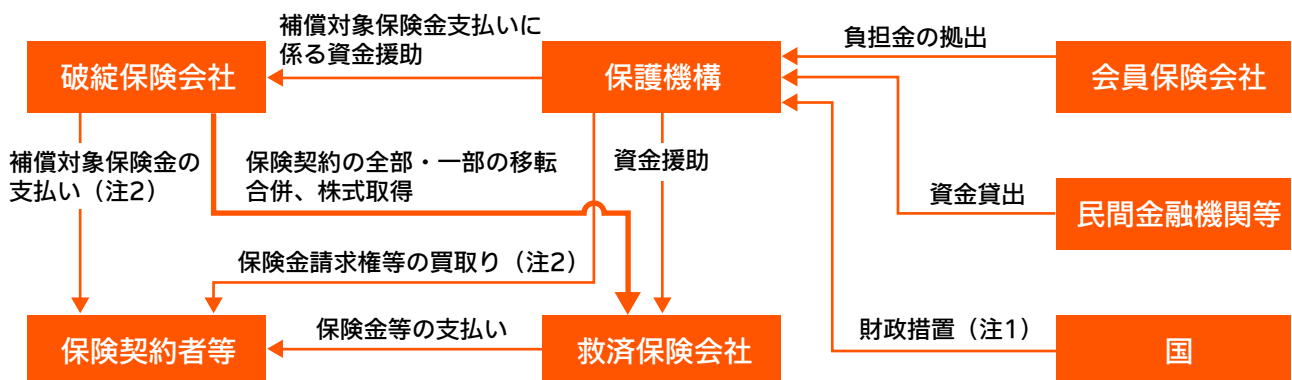 補償対象保険金支払いに
係る資金援助
負担金の拠出
破綻保険会社
保護機構
会員保険会社
補償対象保険金の
支払い（注2）
保険契約の全部・一部の移転
合併、株式取得
資金援助
資金貸出
民間金融機関等
保険金請求権等の買取り（注2）
保険金等の支払い
財政措置（注1）
保険契約者等
救済保険会社
国